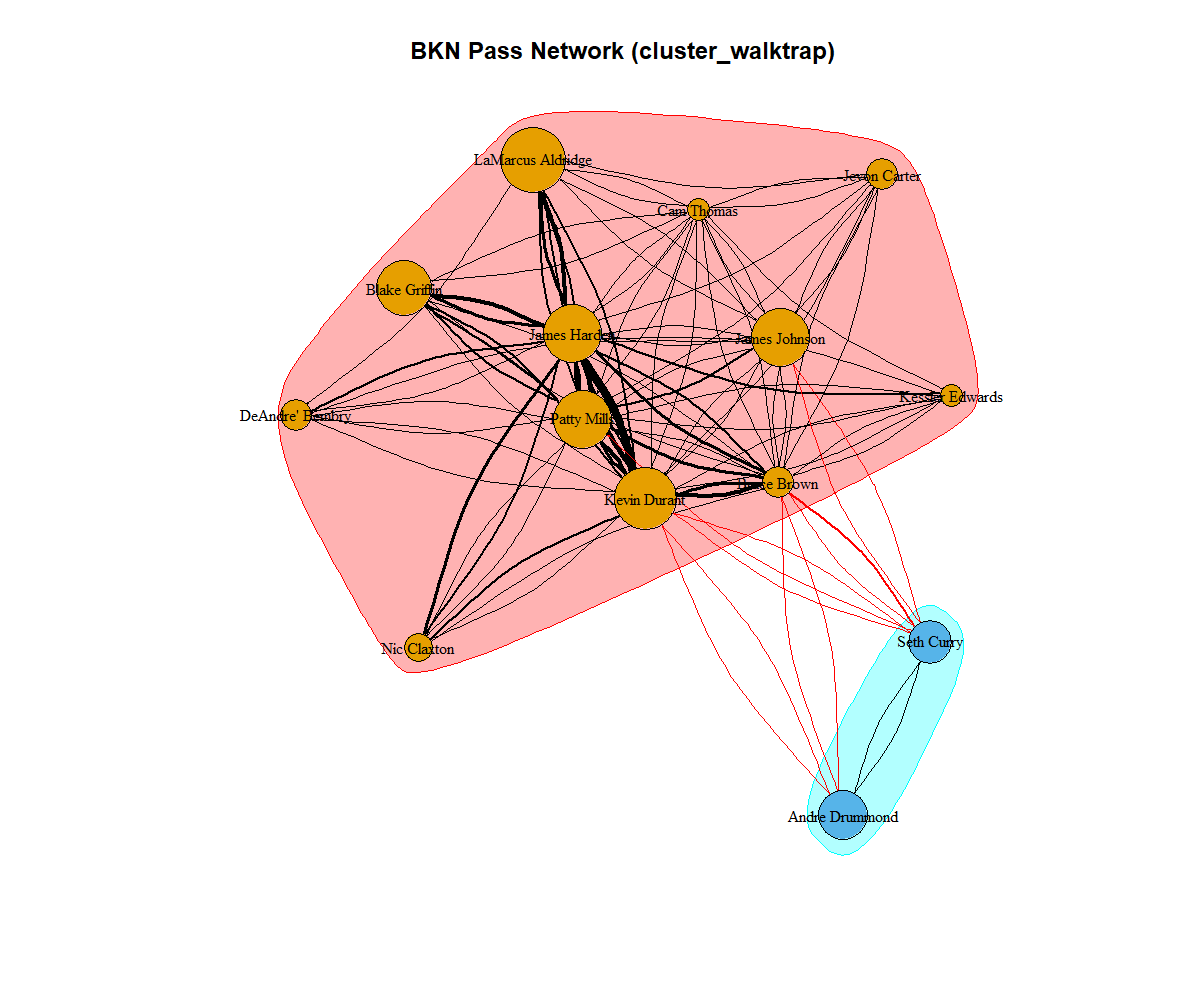 BKN Pass Network (cluster_walktrap)
LaMarcus Aldridge
Jevon Carter
Cam Thomas
Blake Griffin
James Harden
James Johnson
Kessler Edwards
DeAndre' Bembry
Patty Mills
Bruce Brown
Kevin Durant
Seth Curry
Nic Claxton
Andre Drummond